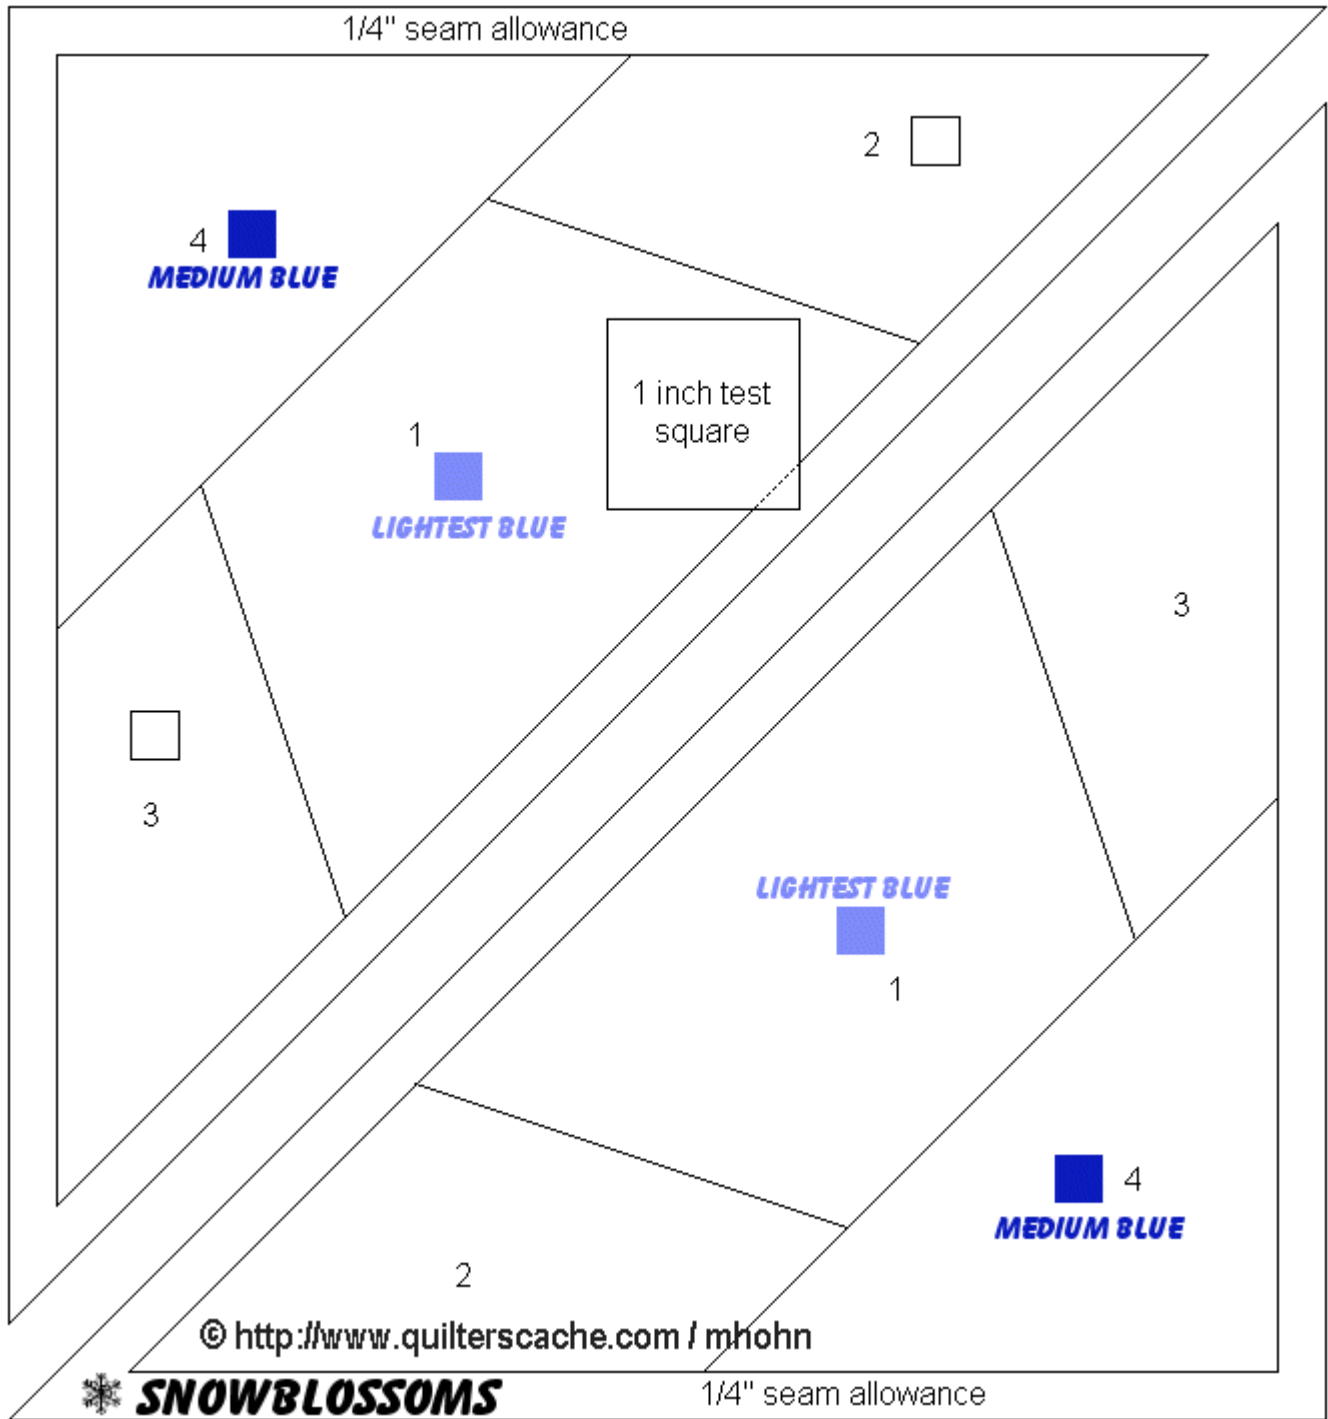 1/4" seam allowance
2
4
MEDIUM BLUE
1 inch test
square
1
LIGHTEST BLUE
3
3
LIGHTEST BLUE
1
4
MEDIUM BLUE
2
© http://www.quilterscache.com / mhohn
SNOWBLOSSOMS
1/4" seam allowance